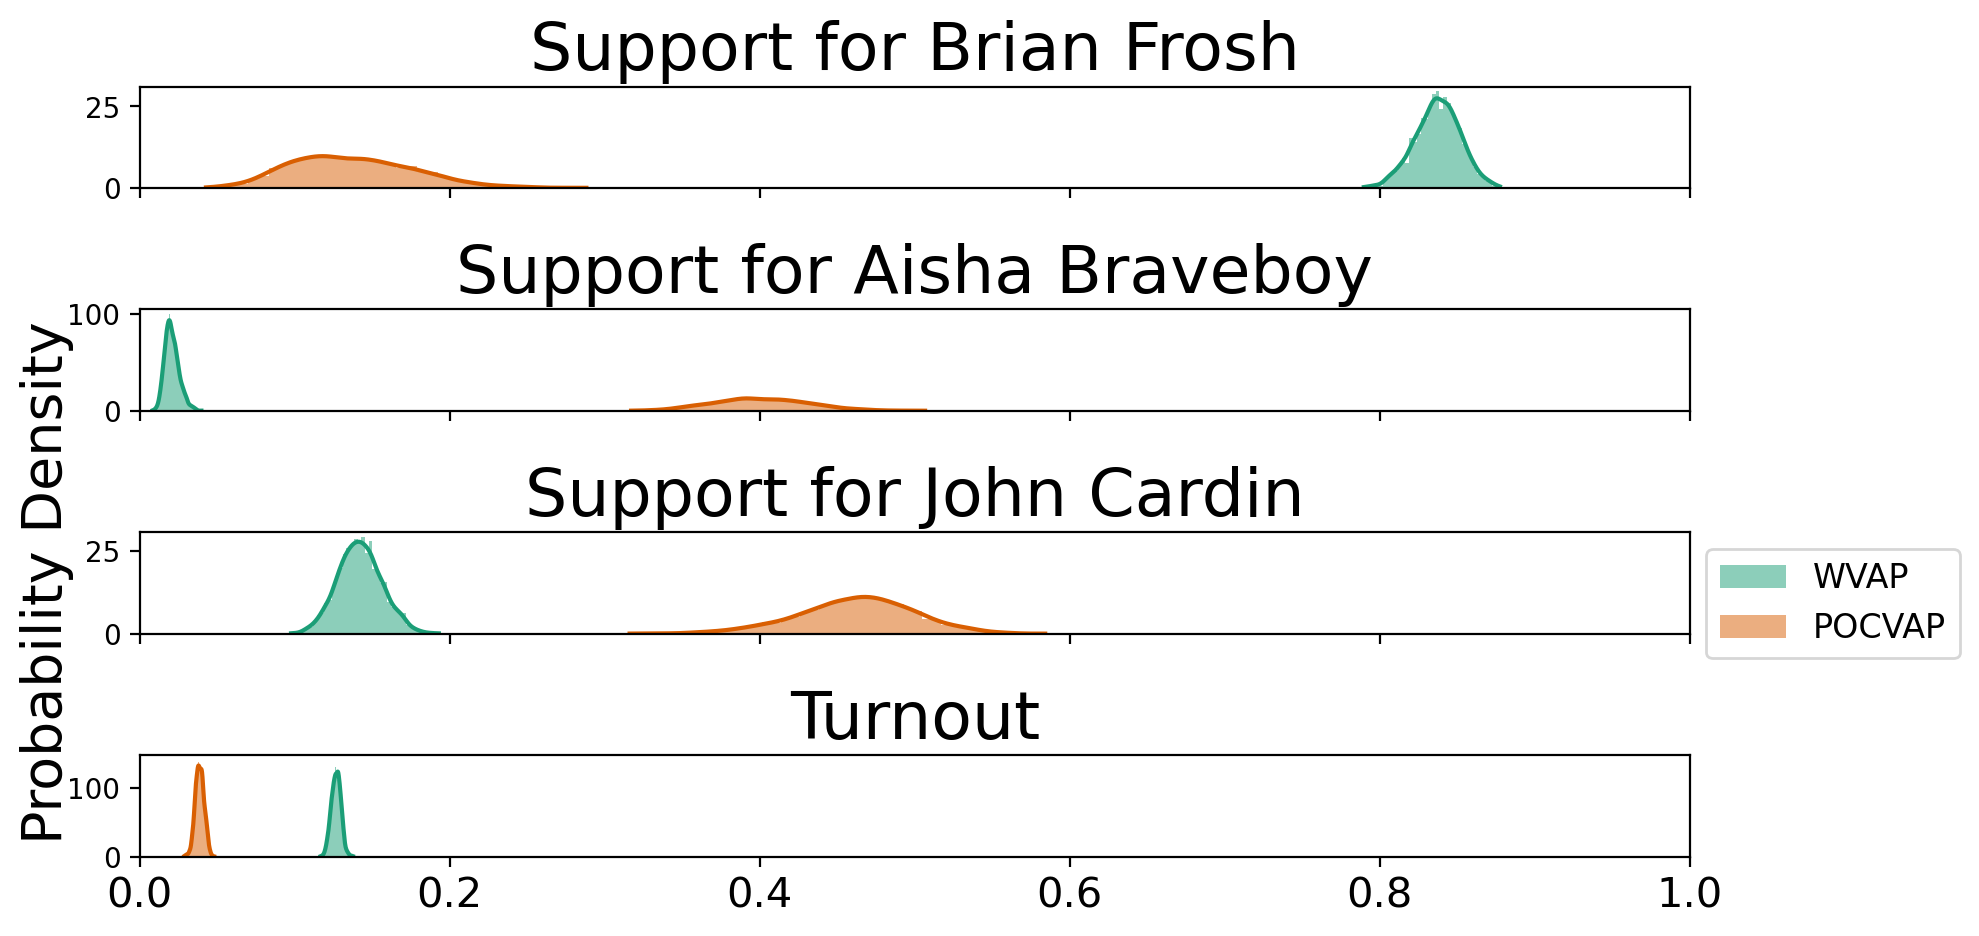 Support for Brian Frosh
25
0
Support for Aisha Braveboy
100
0
Support for John Cardin
25
0
Turnout
100
0
0.0 0.2 0.4 0.6 0.8 1.0
Probability Density
WVAP
POCVAP